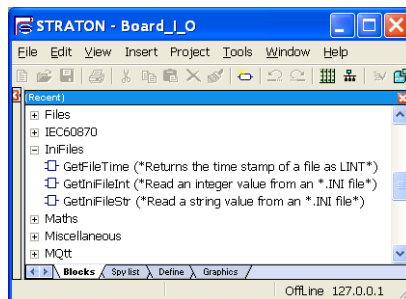 STRATON - Board_I_O
File Edit View Insert Project Tools Window Help
(Recent)
Files
IEC60870
IniFiles
GetFileTime (*Returns the time stamp of a file as LINT*)
GetIniFileInt (*Read an integer value from an *.INI file*)
GetIniFileStr (*Read a string value from an *.INI file*)
Maths
Miscellaneous
MQtt
Blocks Spy list Define Graphics
OffLine 127.0.0.1